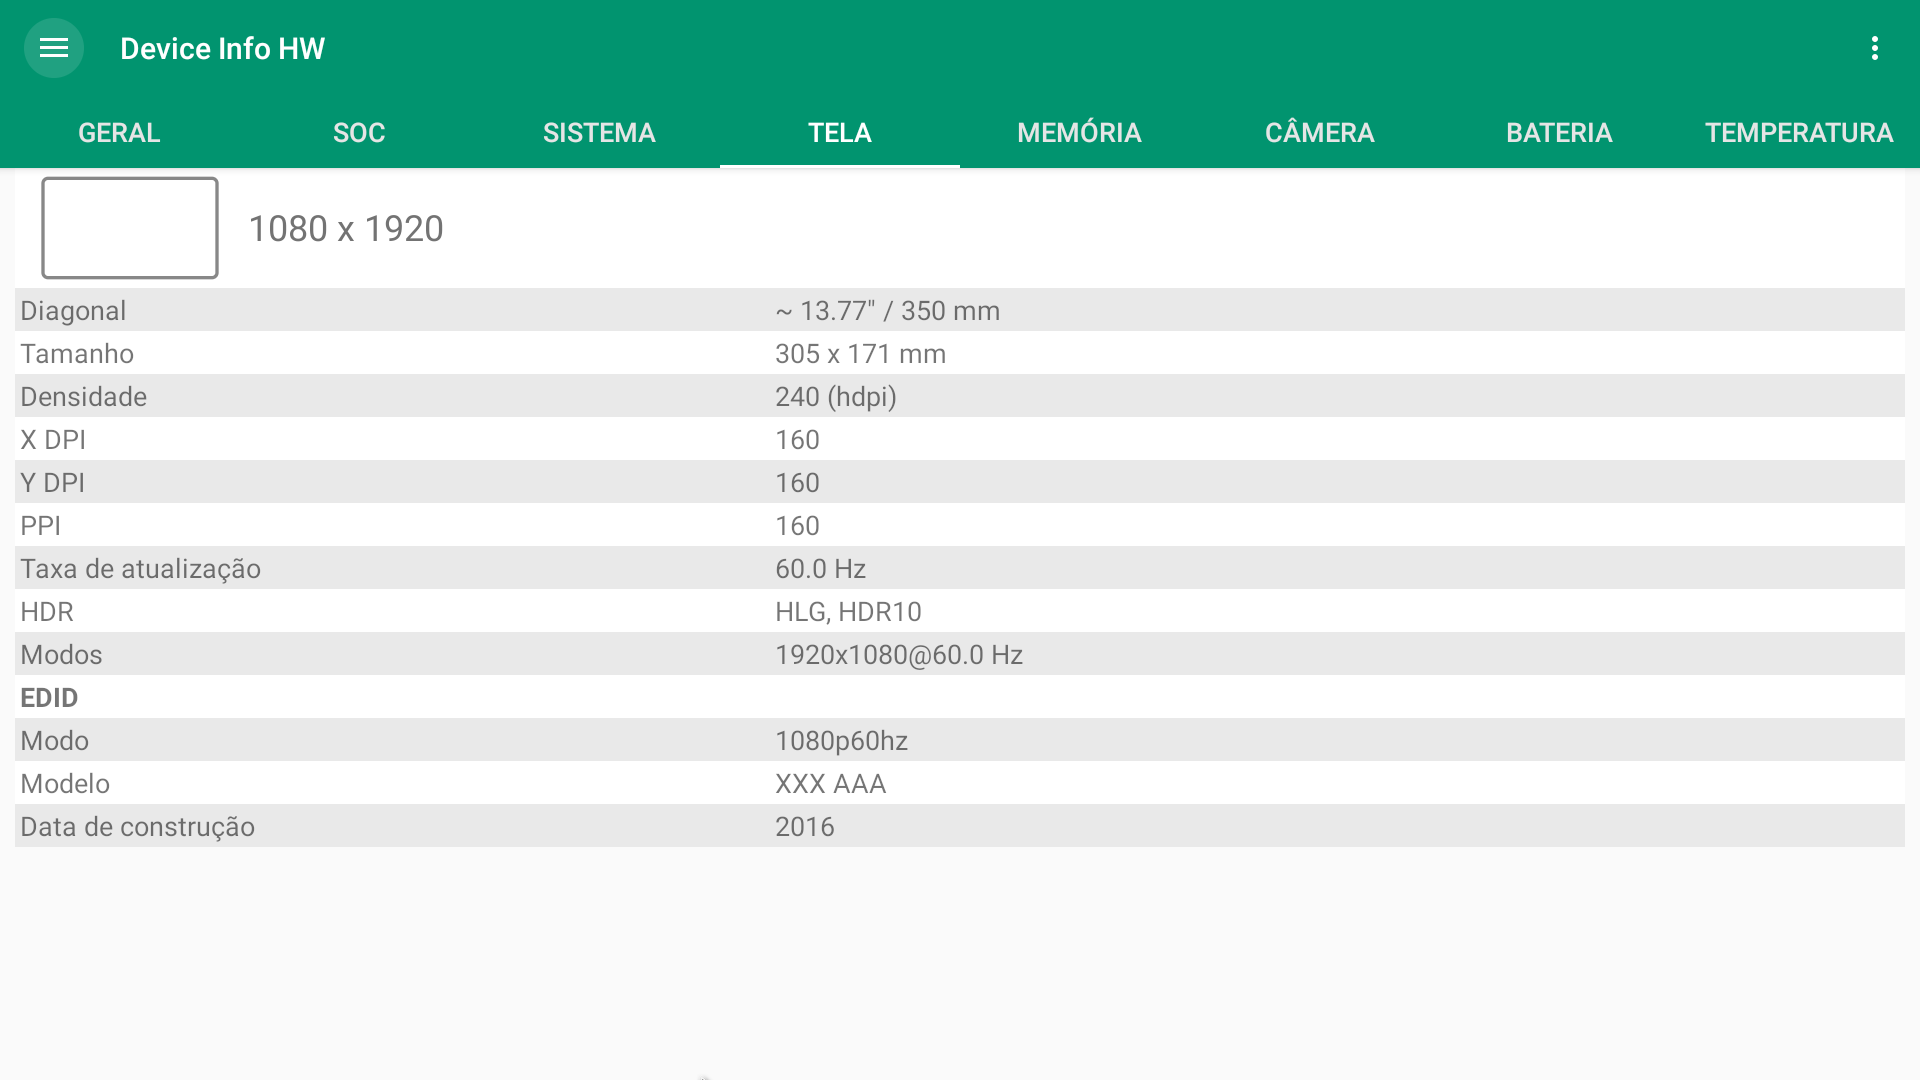 Device Info HW
GERAL SOC SISTEMA TELA MEMÓRIA CÂMERA BATERIA TEMPERATURA
1080 x 1920
Diagonal ~ 13.77" / 350 mm
Tamanho 305 x 171 mm
Densidade 240 (hdpi)
X DPI 160
Y DPI 160
PPI 160
Taxa de atualização 60.0 Hz
HDR HLG, HDR10
Modos 1920x1080@60.0 Hz
EDID
Modo 1080p60hz
Modelo XXX AAA
Data de construção 2016